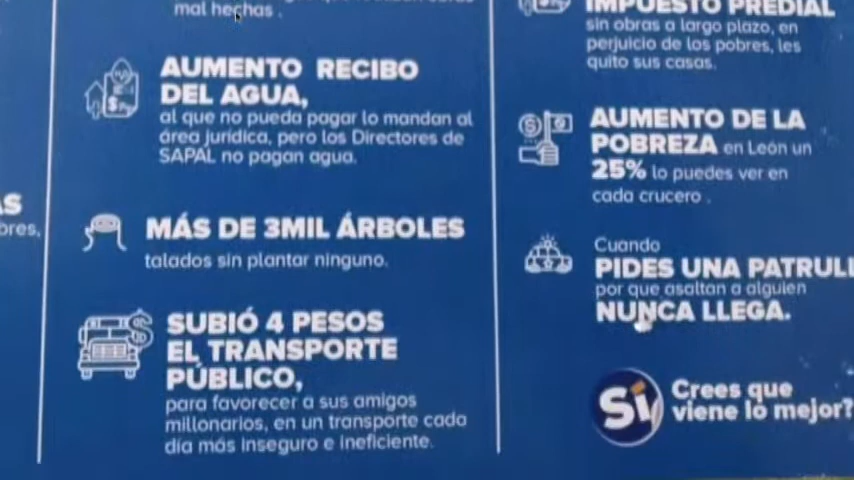 mal hechas .
AUMENTO RECIBO
DEL AGUA,
al que no pueda pagar lo mandan al
área jurídica, pero los Directores de
SAPAL no pagan agua.
MÁS DE 3MIL ÁRBOLES
talados sin plantar ninguno.
SUBIÓ 4 PESOS
EL TRANSPORTE
PÚBLICO,
para favorecer a sus amigos
millonarios, en un transporte cada
día más inseguro e ineficiente.
IMPUESTO PREDIAL
sin obras a largo plazo, en
perjuicio de los pobres, les
quito sus casas.
AUMENTO DE LA
POBREZA en León un
25% lo puedes ver en
cada crucero .
Cuando
PIDES UNA PATRULL
por que asaltan a alguien
NUNCA LLEGA.
Sí Crees que
viene lo mejor?